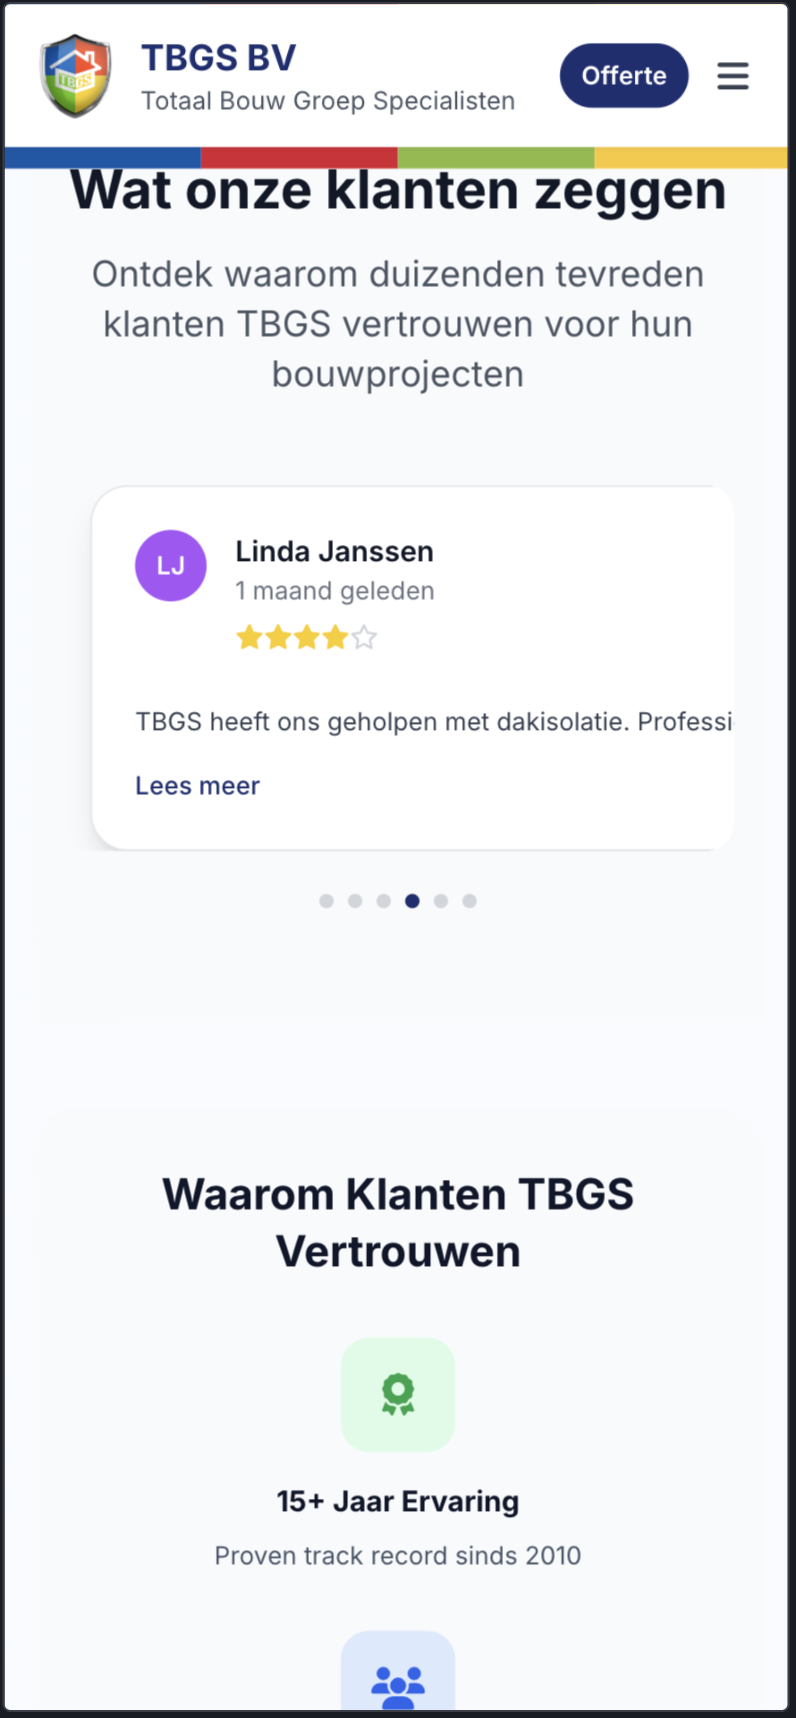 TBGS
TBGS BV
Totaal Bouw Groep Specialisten
Offerte
Wat onze klanten zeggen
Ontdek waarom duizenden tevreden
klanten TBGS vertrouwen voor hun
bouwprojecten
LJ
Linda Janssen
1 maand geleden
TBGS heeft ons geholpen met dakisolatie. Professi
Lees meer
Waarom Klanten TBGS
Vertrouwen
15+ Jaar Ervaring
Proven track record sinds 2010